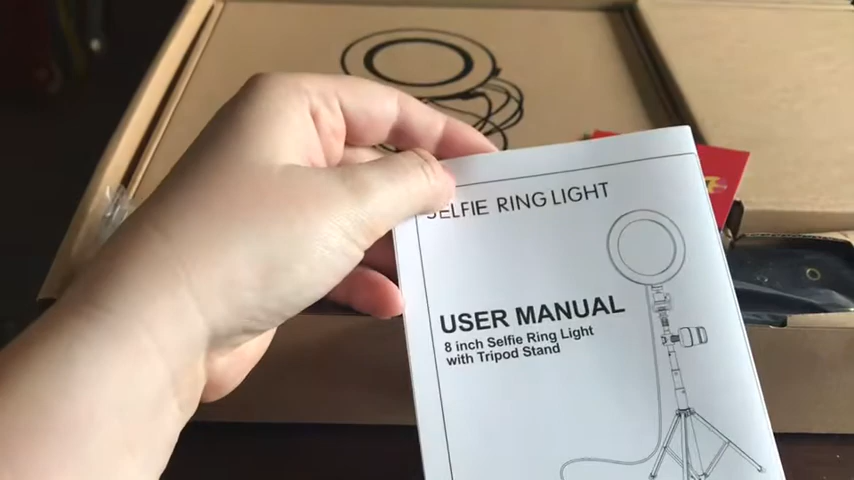 SELFIE RING LIGHT
USER MANUAL
8 inch Selfie Ring Light
with Tripod Stand